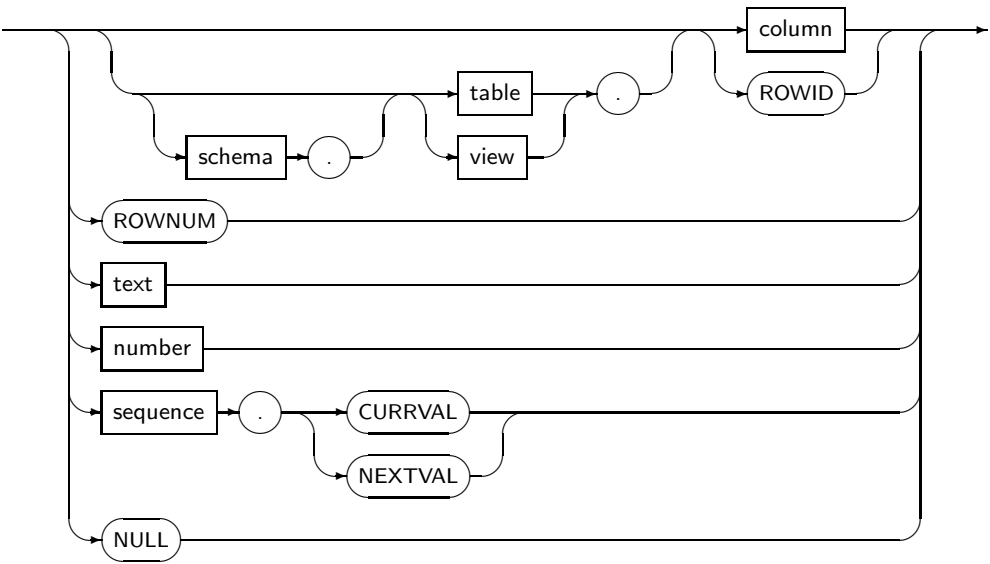 column
table . ROWID
schema . view
ROWNUM
text
number
sequence . CURRVAL
NEXTVAL
NULL